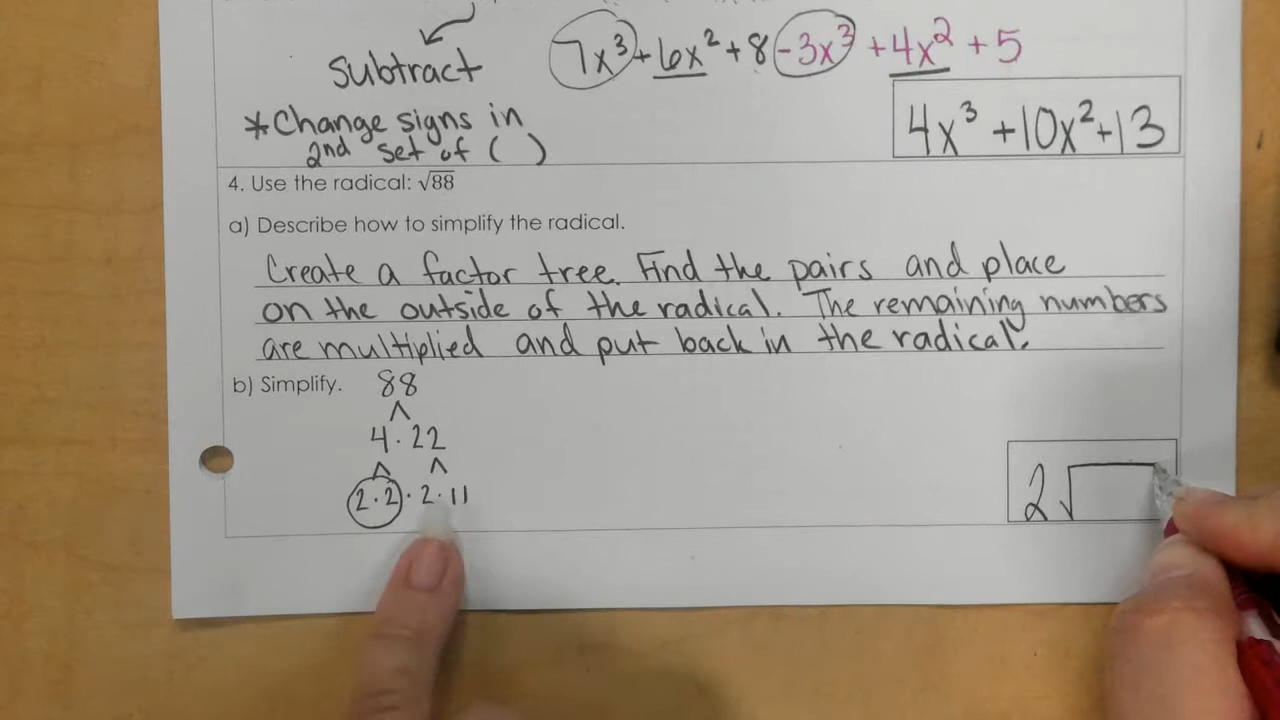 7x³ + 6x² + 8 - 3x³ + 4x² + 5
subtract
4x³ + 10x² + 13
*Change signs in
2nd set of ( )
4. Use the radical: √88
a) Describe how to simplify the radical.
Create a factor tree. Find the pairs and place
on the outside of the radical. The remaining numbers
are multiplied and put back in the radical.
b) Simplify. 88
4 · 22
2 · 2 · 2 · 11
2√